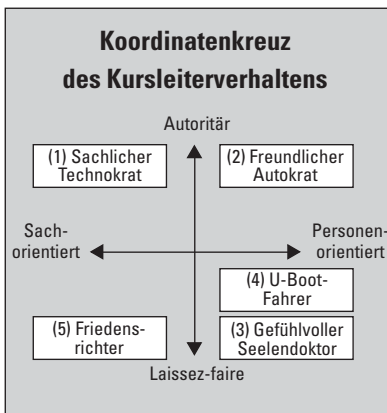 Koordinatenkreuz
des Kursleiterverhaltens
Autoritär
(1) Sachlicher
Technokrat
(2) Freundlicher
Autokrat
Sach-
orientiert
Personen-
orientiert
(4) U-Boot-
Fahrer
(5) Friedens-
richter
(3) Gefühlvoller
Seelendoktor
Laissez-faire